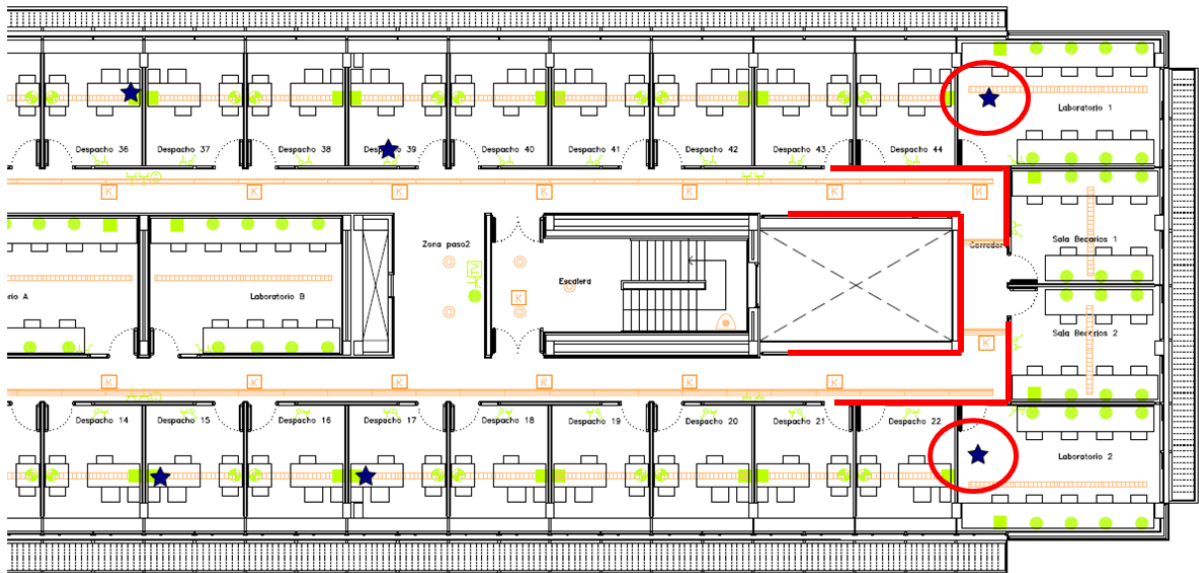 Laboratorio 1
Despacho 36
Despacho 37
Despacho 38
Despacho 39
Despacho 40
Despacho 41
Despacho 42
Despacho 43
Despacho 44
K
K
K
K
K
K
K
Zona paso2
Corredor
Sala Becarios 1
TV
Escalera
rio A
Laboratorio B
K
Sala Becarios 2
K
K
K
K
K
K
K
Despacho 14
Despacho 15
Despacho 16
Despacho 17
Despacho 18
Despacho 19
Despacho 20
Despacho 21
Despacho 22
Laboratorio 2